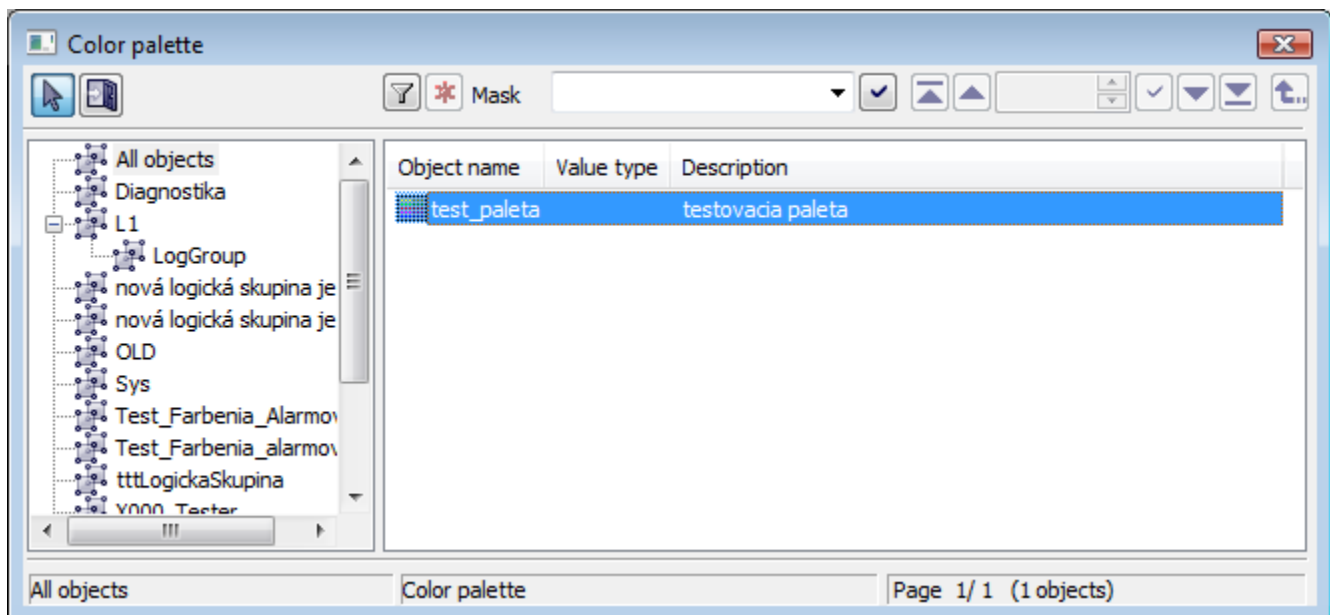 Color palette
Mask
All objects
Diagnostika
L1
LogGroup
nová logická skupina je
nová logická skupina je
OLD
Sys
Test_Farbenia_Alarmov
Test_Farbenia_alarmov
tttLogickaSkupina
Y000_Tester
Object name Value type Description
test_paleta testovacia paleta
All objects Color palette Page 1/ 1 (1 objects)